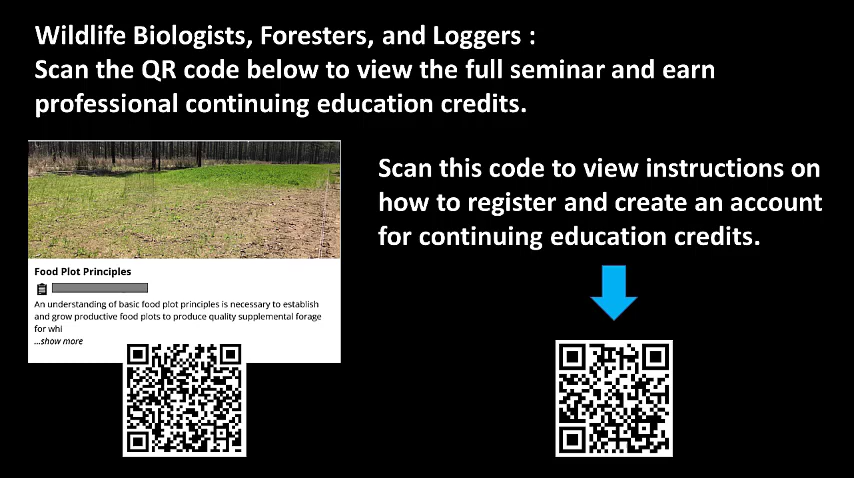 Wildlife Biologists, Foresters, and Loggers :
Scan the QR code below to view the full seminar and earn
professional continuing education credits.
Food Plot Principles
An understanding of basic food plot principles is necessary to establish
and grow productive food plots to produce quality supplemental forage
for whi
...show more
Scan this code to view instructions on
how to register and create an account
for continuing education credits.